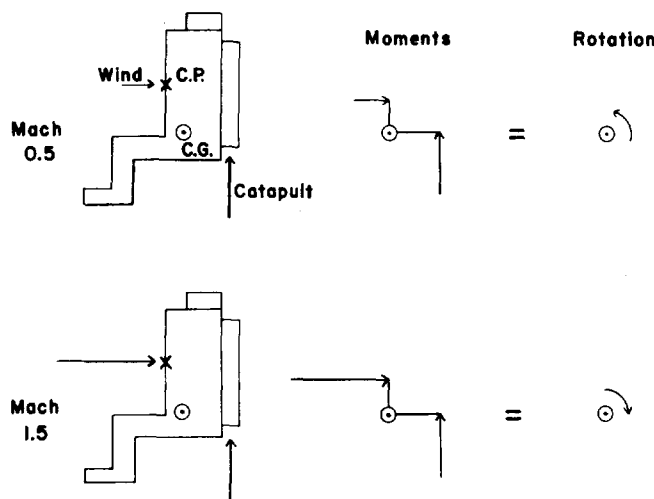 Moments
Rotation
Wind
C.P.
Mach
0.5
=
C.G.
Catapult
Mach
1.5
=